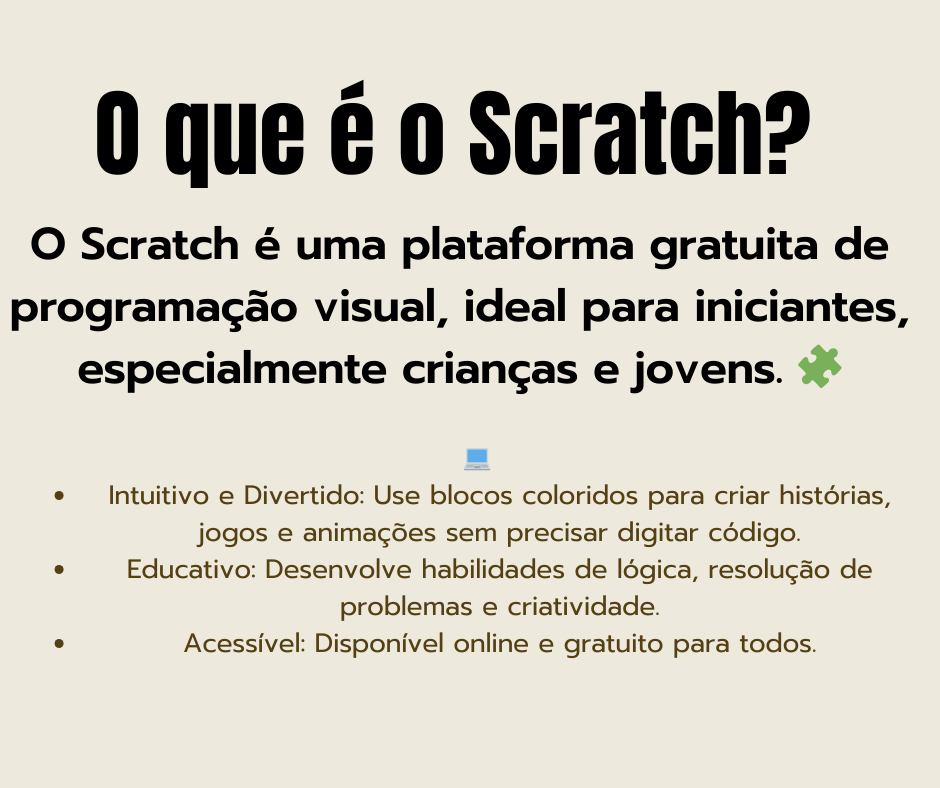 O que é o Scratch?
O Scratch é uma plataforma gratuita de
programação visual, ideal para iniciantes,
especialmente crianças e jovens. 🧩
💻
• Intuitivo e Divertido: Use blocos coloridos para criar histórias,
jogos e animações sem precisar digitar código.
• Educativo: Desenvolve habilidades de lógica, resolução de
problemas e criatividade.
• Acessível: Disponível online e gratuito para todos.